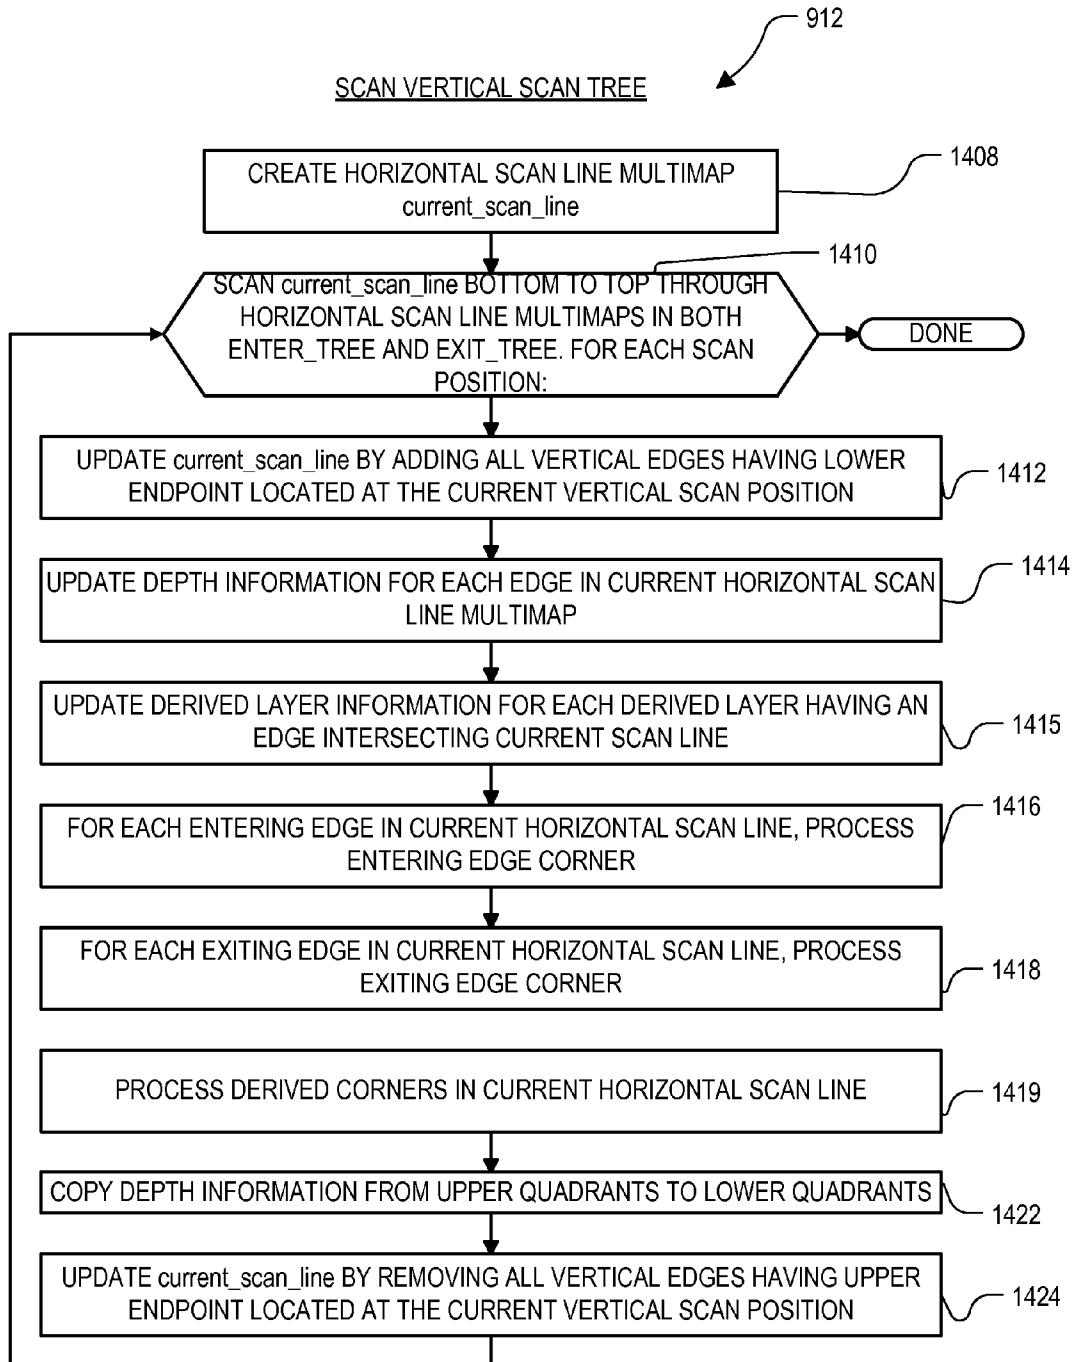 912
SCAN VERTICAL SCAN TREE
CREATE HORIZONTAL SCAN LINE MULTIMAP
current_scan_line
1408
1410
SCAN current_scan_line BOTTOM TO TOP THROUGH
HORIZONTAL SCAN LINE MULTIMAPS IN BOTH
ENTER_TREE AND EXIT_TREE. FOR EACH SCAN
POSITION:
DONE
UPDATE current_scan_line BY ADDING ALL VERTICAL EDGES HAVING LOWER
ENDPOINT LOCATED AT THE CURRENT VERTICAL SCAN POSITION
1412
UPDATE DEPTH INFORMATION FOR EACH EDGE IN CURRENT HORIZONTAL SCAN
LINE MULTIMAP
1414
UPDATE DERIVED LAYER INFORMATION FOR EACH DERIVED LAYER HAVING AN
EDGE INTERSECTING CURRENT SCAN LINE
1415
FOR EACH ENTERING EDGE IN CURRENT HORIZONTAL SCAN LINE, PROCESS
ENTERING EDGE CORNER
1416
FOR EACH EXITING EDGE IN CURRENT HORIZONTAL SCAN LINE, PROCESS
EXITING EDGE CORNER
1418
PROCESS DERIVED CORNERS IN CURRENT HORIZONTAL SCAN LINE
1419
COPY DEPTH INFORMATION FROM UPPER QUADRANTS TO LOWER QUADRANTS
1422
UPDATE current_scan_line BY REMOVING ALL VERTICAL EDGES HAVING UPPER
ENDPOINT LOCATED AT THE CURRENT VERTICAL SCAN POSITION
1424